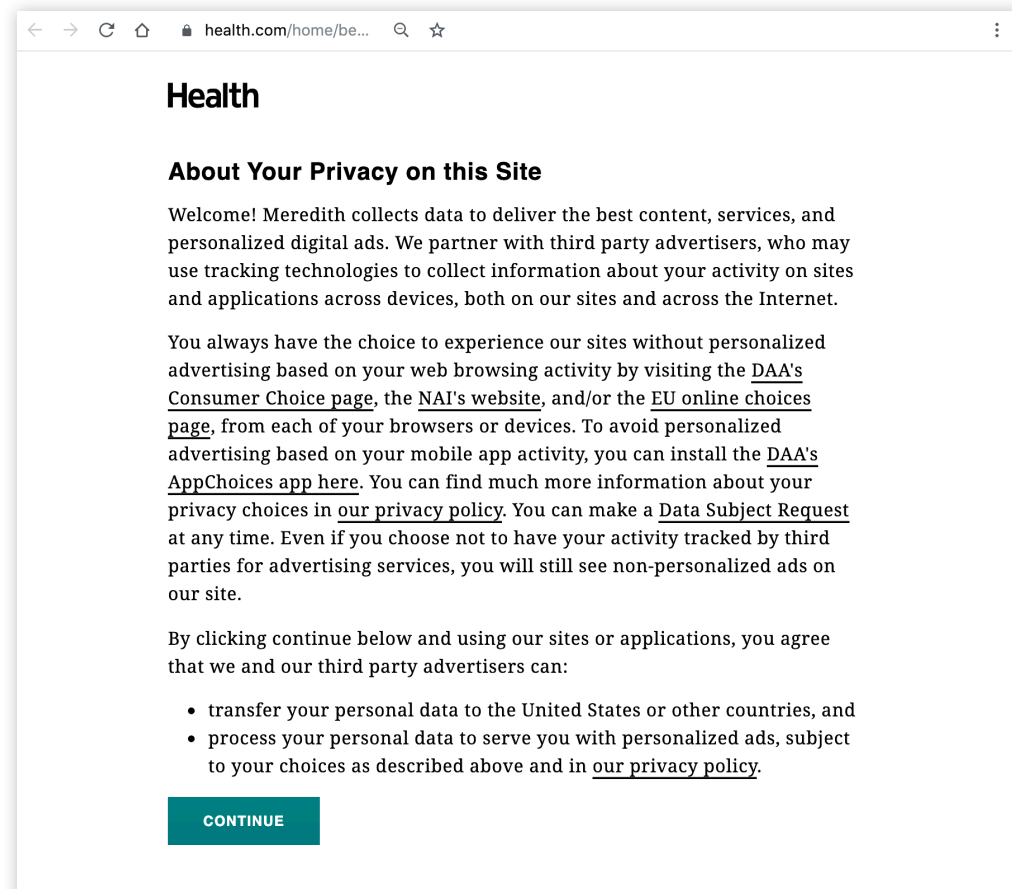 health.com/home/be...
Health
About Your Privacy on this Site
Welcome! Meredith collects data to deliver the best content, services, and
personalized digital ads. We partner with third party advertisers, who may
use tracking technologies to collect information about your activity on sites
and applications across devices, both on our sites and across the Internet.
You always have the choice to experience our sites without personalized
advertising based on your web browsing activity by visiting the DAA's
Consumer Choice page, the NAI's website, and/or the EU online choices
page, from each of your browsers or devices. To avoid personalized
advertising based on your mobile app activity, you can install the DAA's
AppChoices app here. You can find much more information about your
privacy choices in our privacy policy. You can make a Data Subject Request
at any time. Even if you choose not to have your activity tracked by third
parties for advertising services, you will still see non-personalized ads on
our site.
By clicking continue below and using our sites or applications, you agree
that we and our third party advertisers can:
• transfer your personal data to the United States or other countries, and
• process your personal data to serve you with personalized ads, subject
to your choices as described above and in our privacy policy.
CONTINUE